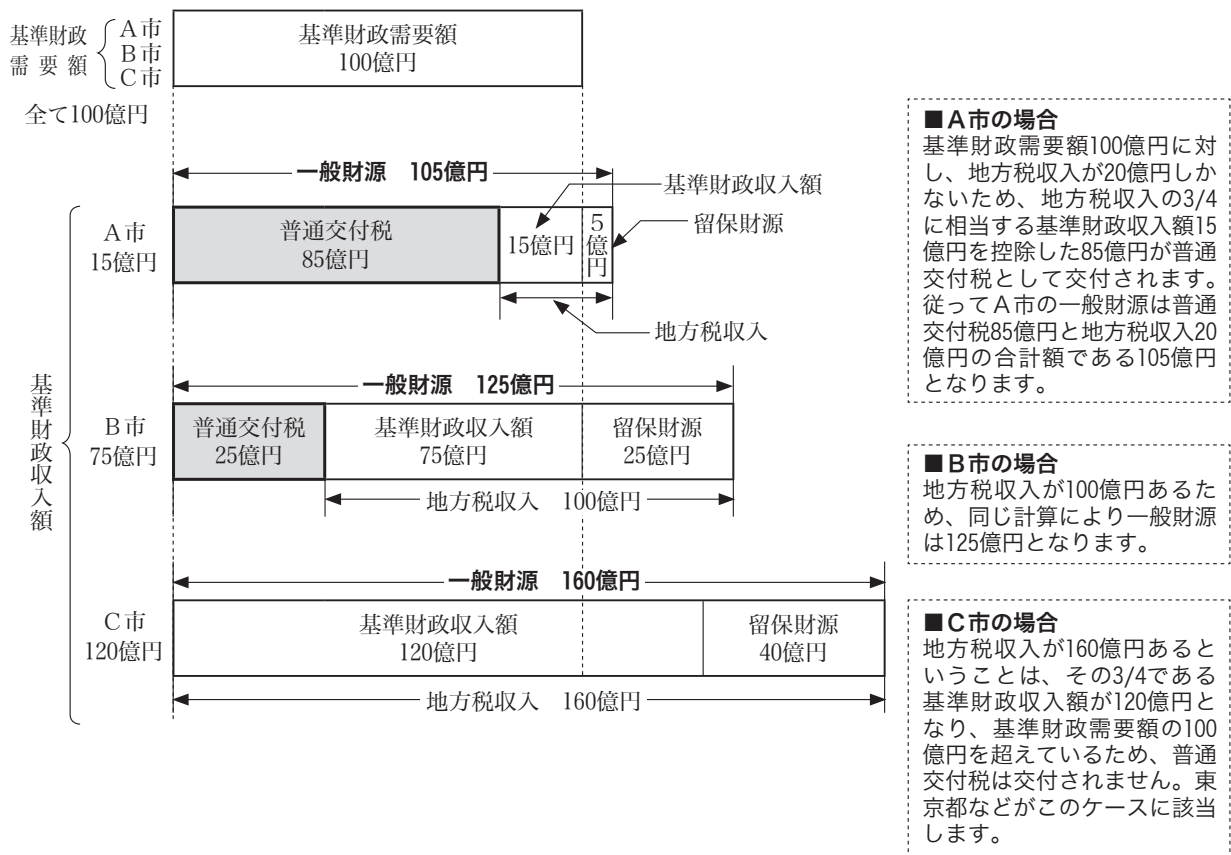 基準財政
需要額
A市
B市
C市
基準財政需要額
100億円
全て100億円
一般財源　105億円
基準財政収入額
留保財源
A市
15億円
普通交付税
85億円
15億円
5億円
地方税収入
基準財政収入額
一般財源　125億円
B市
75億円
普通交付税
25億円
基準財政収入額
75億円
留保財源
25億円
地方税収入　100億円
一般財源　160億円
C市
120億円
基準財政収入額
120億円
留保財源
40億円
地方税収入　160億円
■A市の場合
基準財政需要額100億円に対
し、地方税収入が20億円しか
ないため、地方税収入の3/4
に相当する基準財政収入額15
億円を控除した85億円が普通
交付税として交付されます。
従ってA市の一般財源は普通
交付税85億円と地方税収入20
億円の合計額である105億円
となります。
■B市の場合
地方税収入が100億円あるた
め、同じ計算により一般財源
は125億円となります。
■C市の場合
地方税収入が160億円あると
いうことは、その3/4である
基準財政収入額が120億円と
なり、基準財政需要額の100
億円を超えているため、普通
交付税は交付されません。東
京都などがこのケースに該当
します。